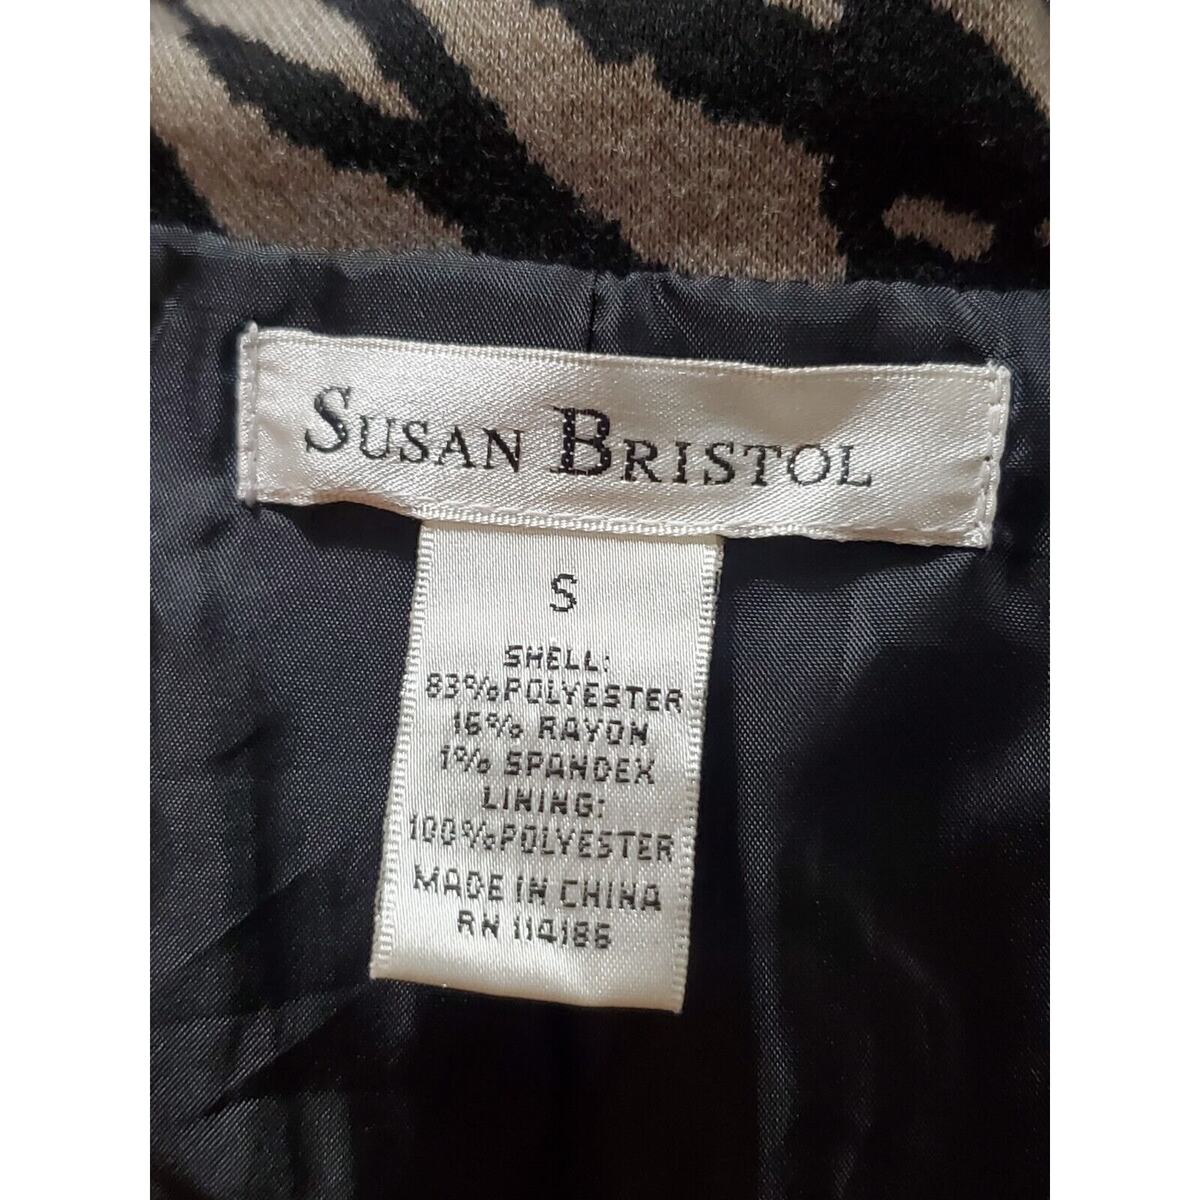 SUSAN BRISTOL
S
SHELL:
83% POLYESTER
16% RAYON
1% SPANDEX
LINING:
100% POLYESTER
MADE IN CHINA
RN 114186